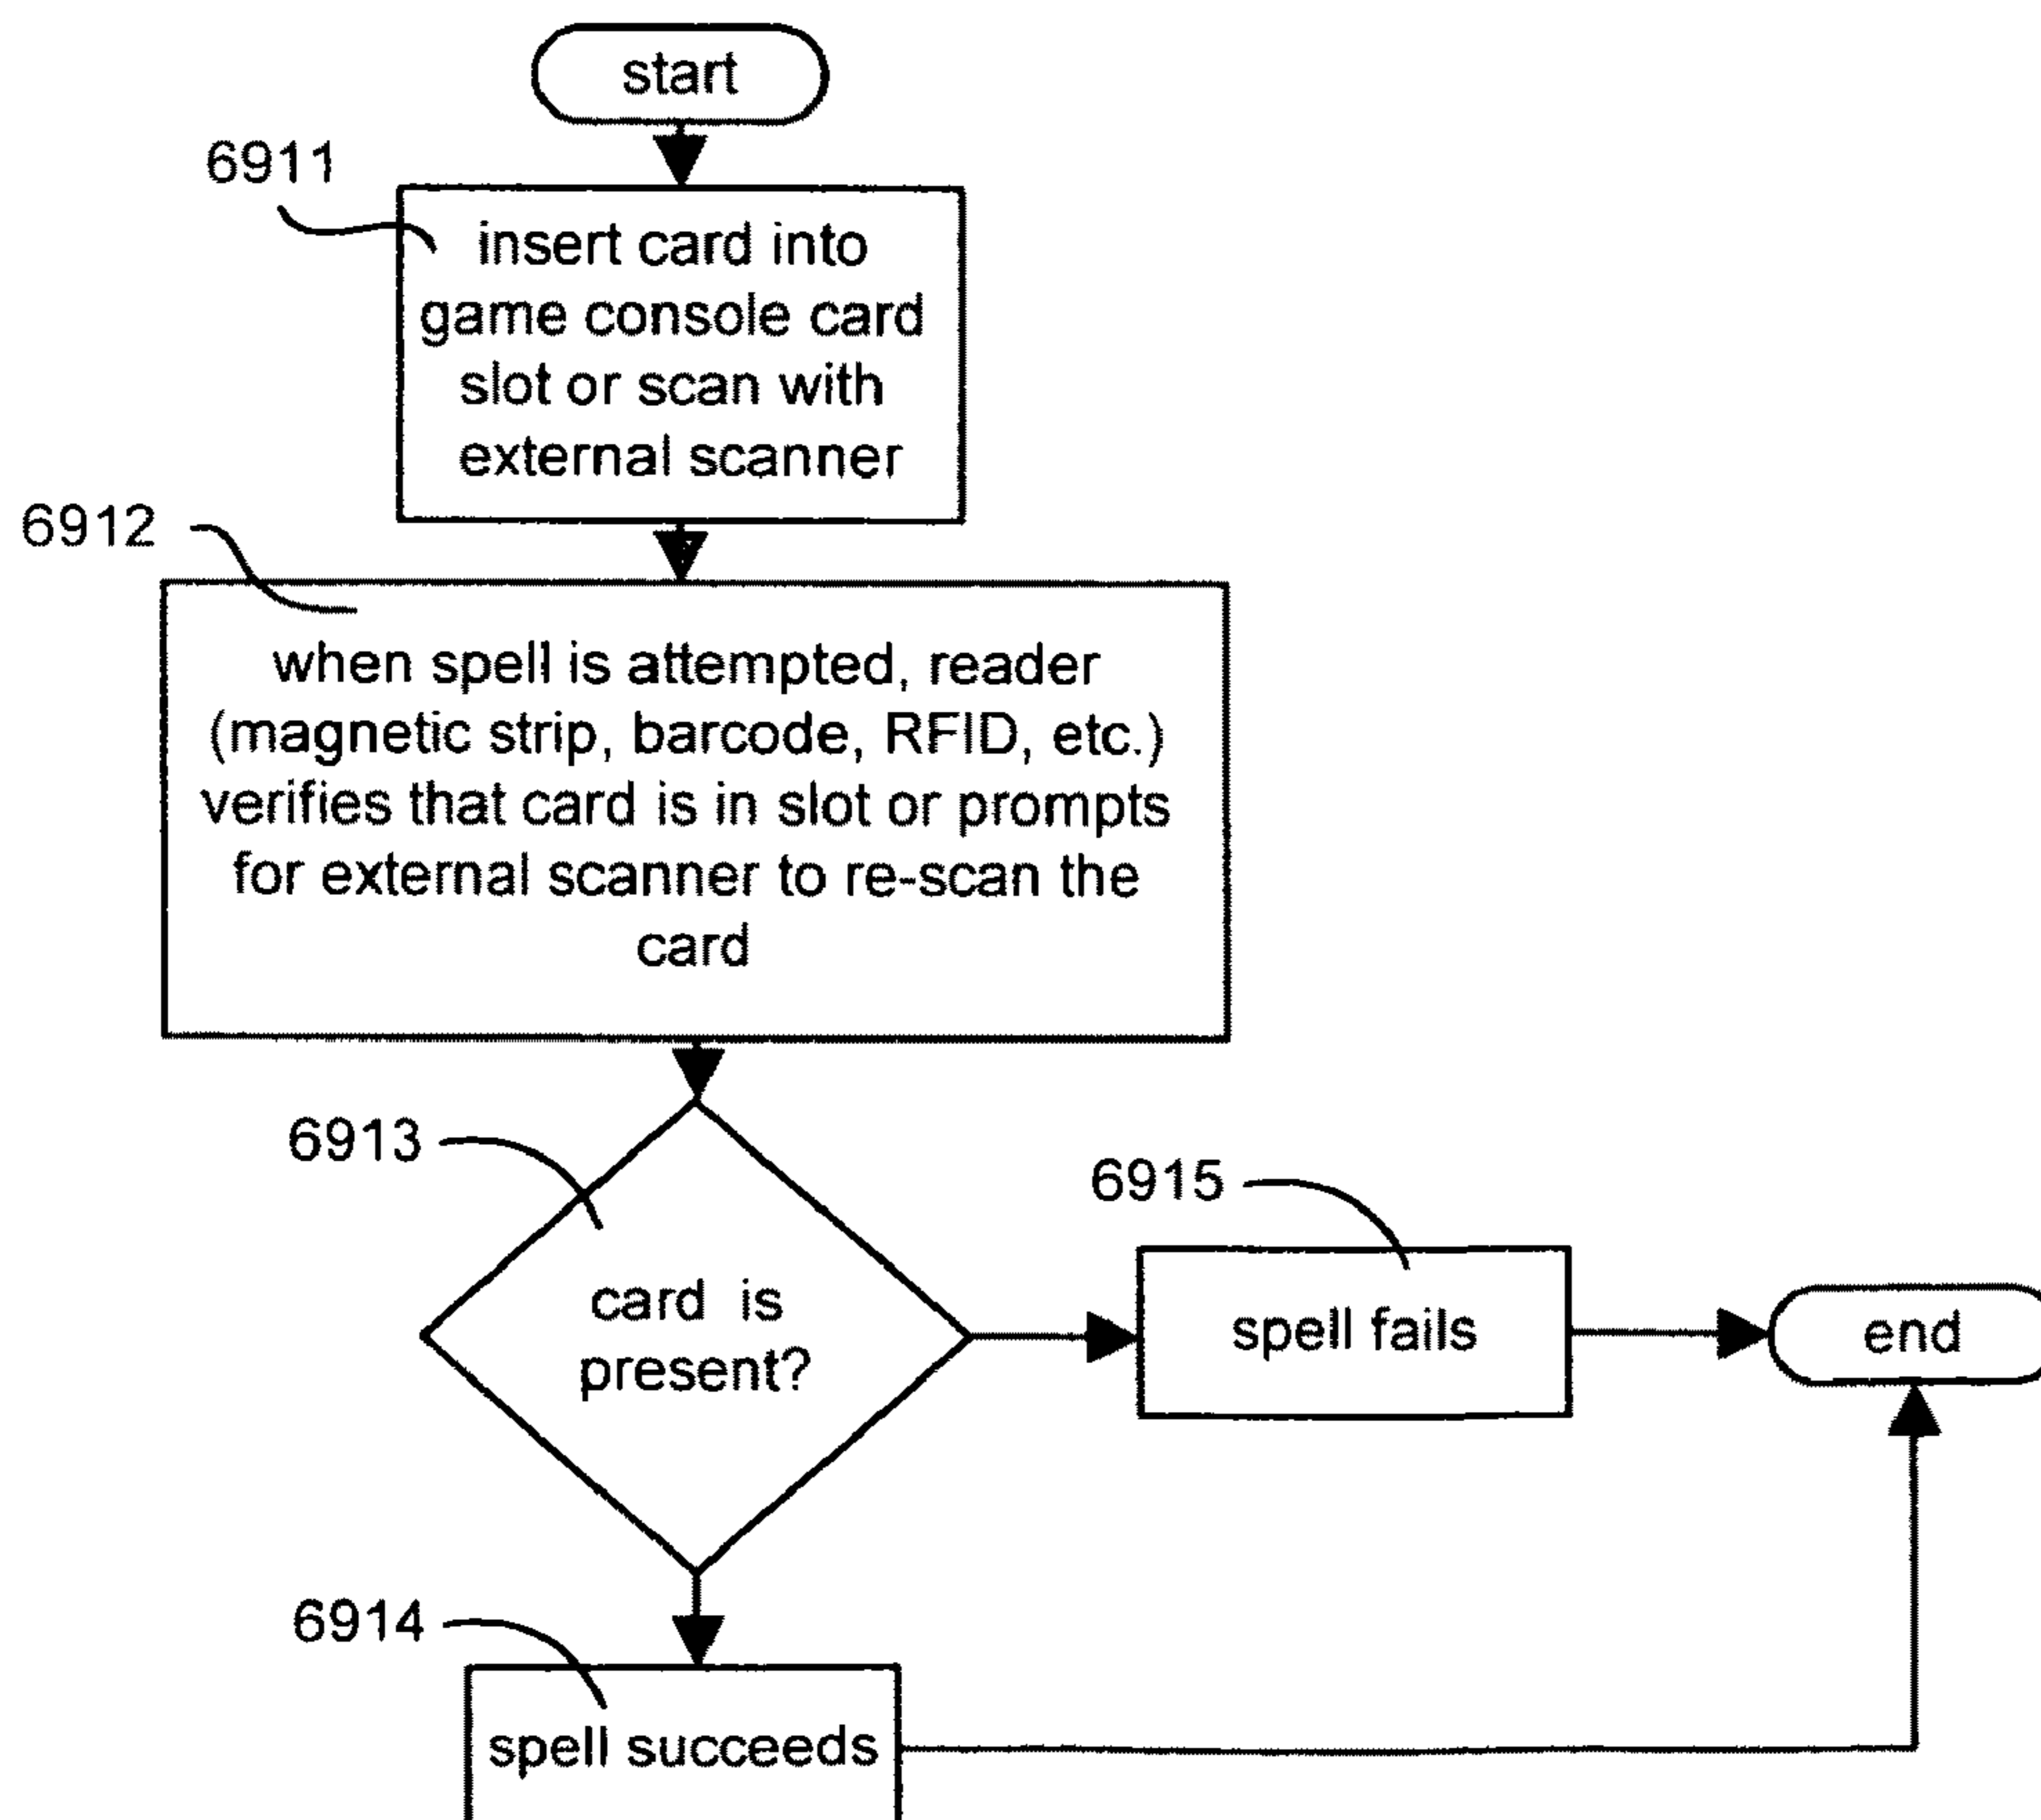 start
6911
insert card into
game console card
slot or scan with
external scanner
6912
when spell is attempted, reader
(magnetic strip, barcode, RFID, etc.)
verifies that card is in slot or prompts
for external scanner to re-scan the
card
6913
card is
present?
6915
spell fails
end
6914
spell succeeds